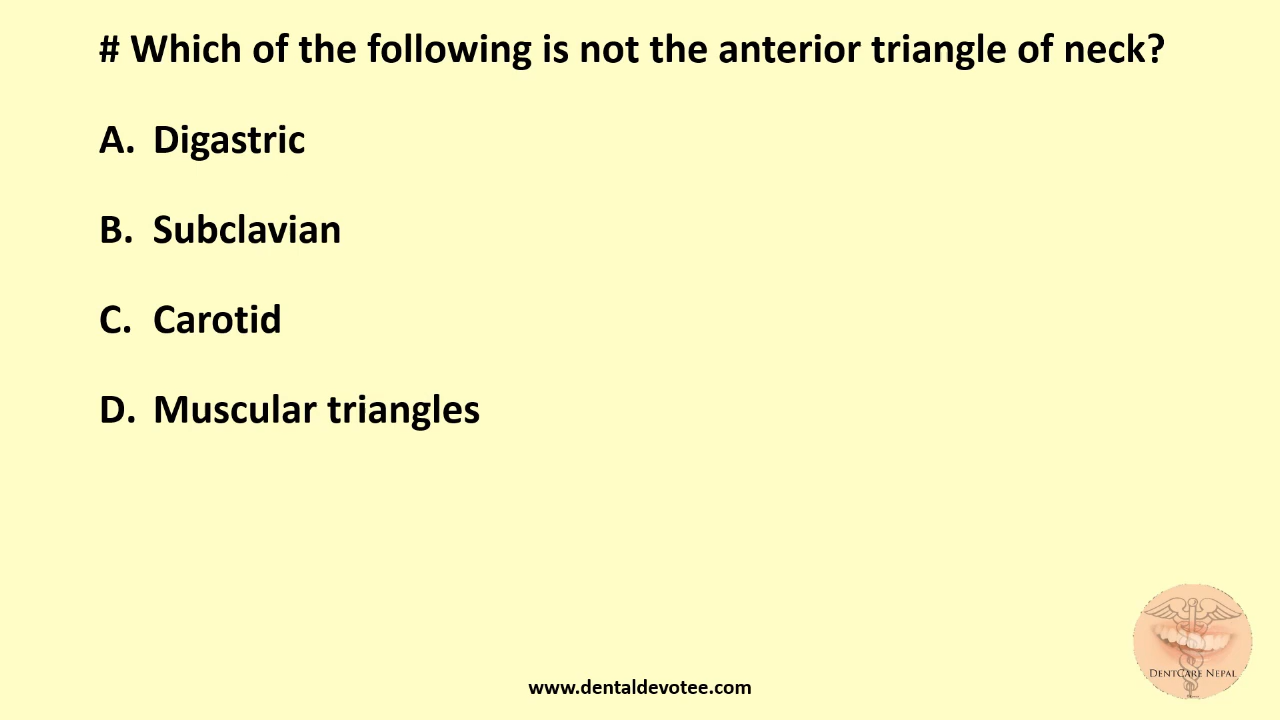 # Which of the following is not the anterior triangle of neck?
A. Digastric
B. Subclavian
C. Carotid
D. Muscular triangles
DENTCARE NEPAL
www.dentaldevotee.com